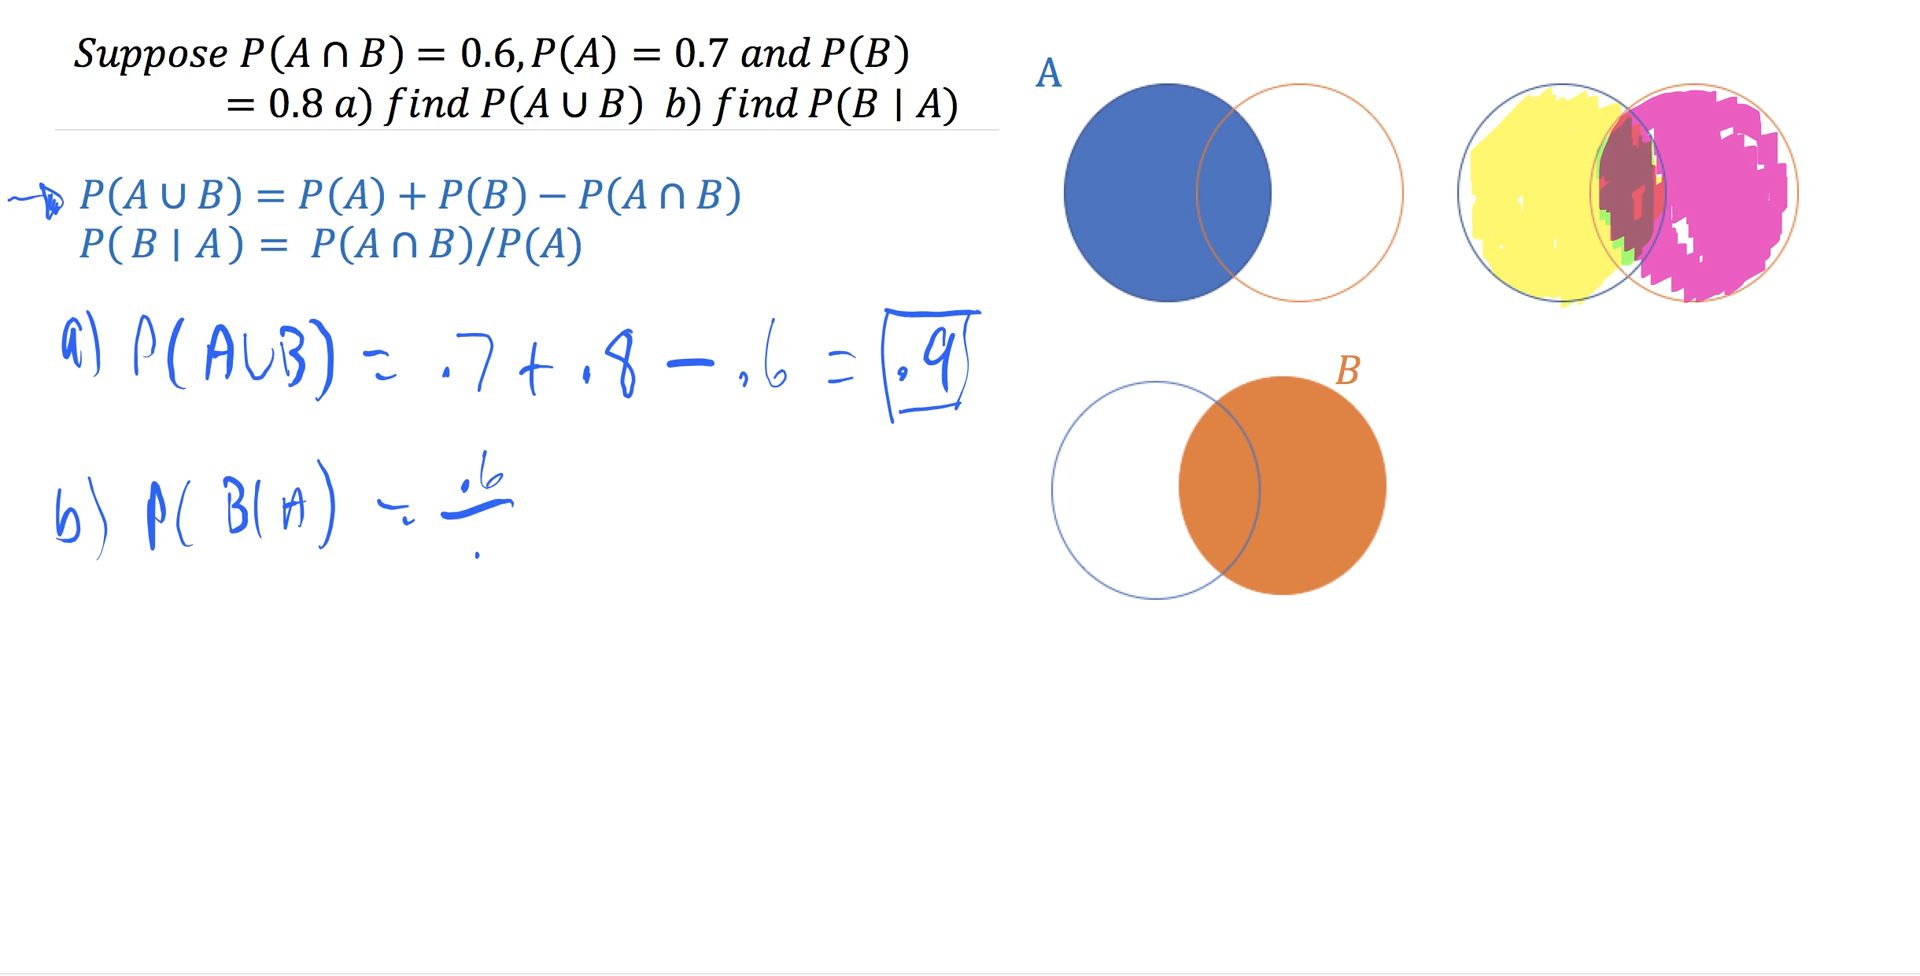 Suppose P(A ∩ B) = 0.6, P(A) = 0.7 and P(B)
= 0.8 a) find P(A ∪ B) b) find P(B | A)
P(A ∪ B) = P(A) + P(B) − P(A ∩ B)
P( B | A) = P(A ∩ B)/P(A)
a) P(A∪B) = .7 + .8 − .6 = .9
b) P( B|A) = .6
.
A
B